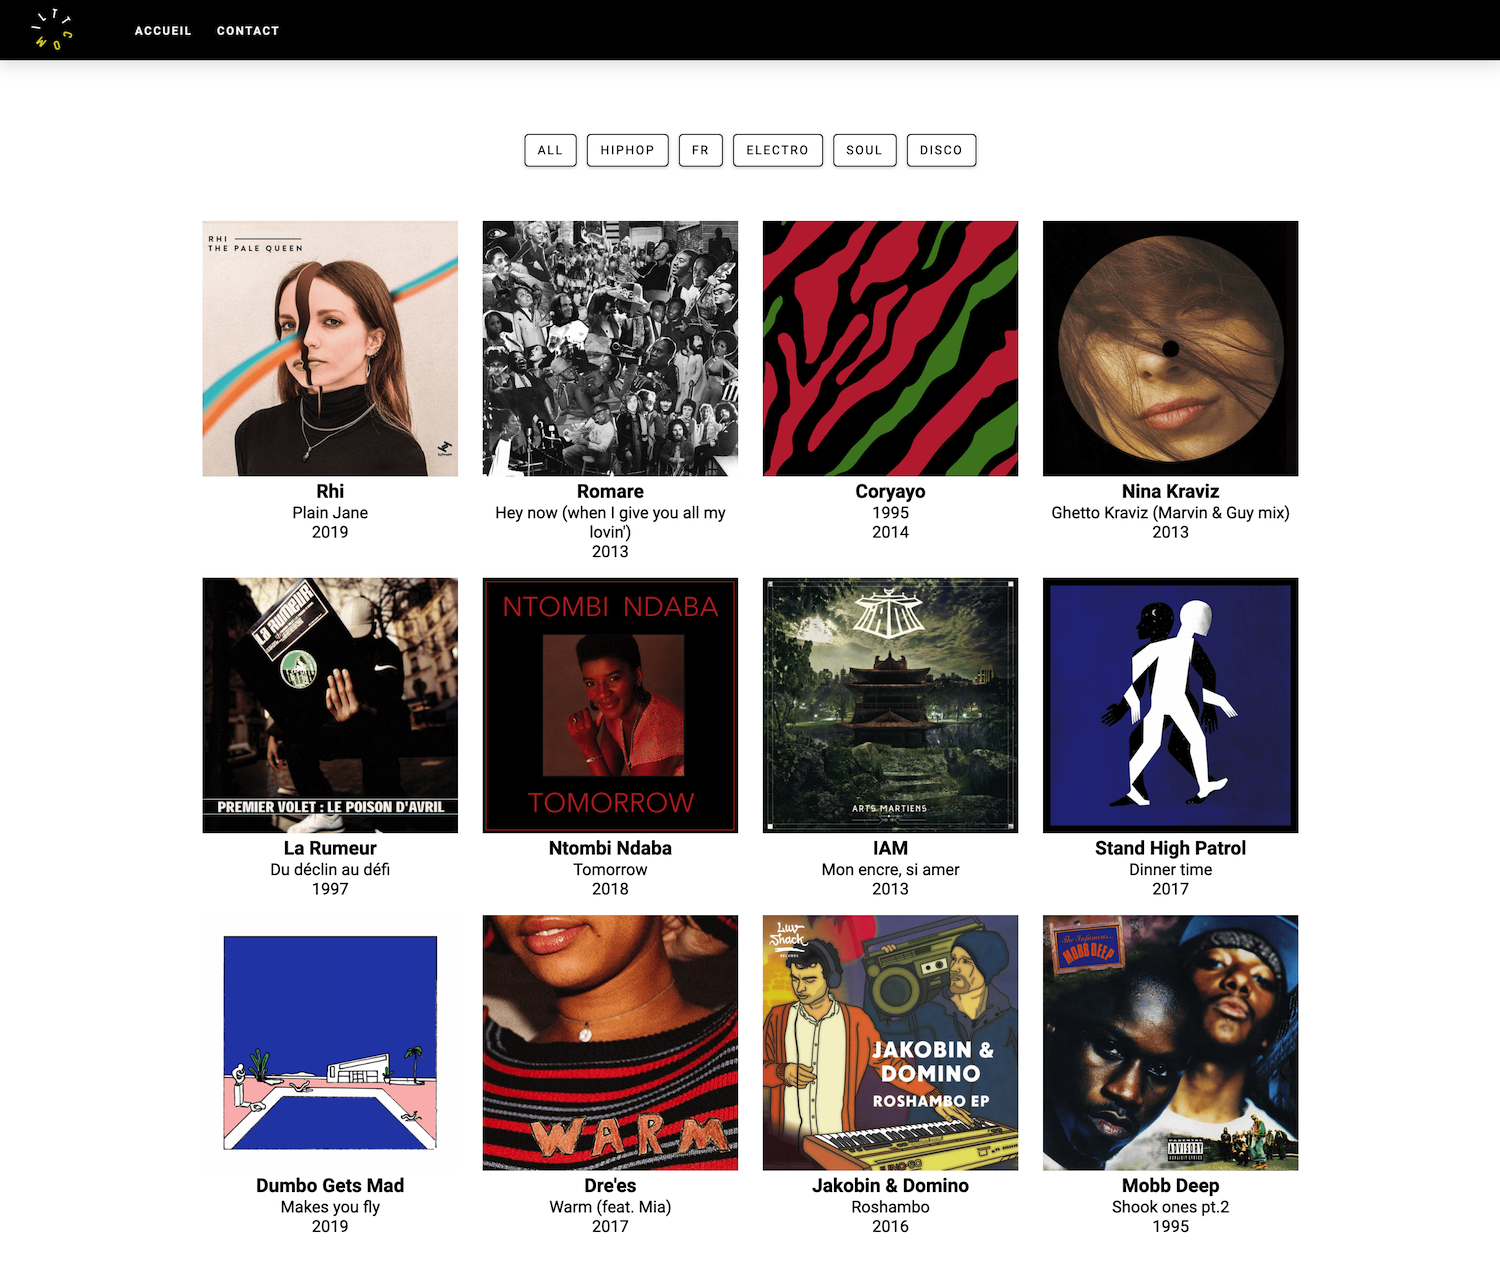 ILTTCOM
ACCUEIL CONTACT
ALL HIPHOP FR ELECTRO SOUL DISCO
RHI
THE PALE QUEEN
Rhi
Plain Jane
2019
Romare
Hey now (when I give you all my
lovin')
2013
Coryayo
1995
2014
Nina Kraviz
Ghetto Kraviz (Marvin & Guy mix)
2013
LA RUMEUR
PREMIER VOLET : LE POISON D'AVRIL
La Rumeur
Du déclin au défi
1997
NTOMBI NDABA
TOMORROW
Ntombi Ndaba
Tomorrow
2018
IAM
ARTS MARTIENS
IAM
Mon encre, si amer
2013
Stand High Patrol
Dinner time
2017
Dumbo Gets Mad
Makes you fly
2019
WARM
Dre'es
Warm (feat. Mia)
2017
Luv
Shack
RECORDS
JAKOBIN &
DOMINO
ROSHAMBO EP
Jakobin & Domino
Roshambo
2016
The Infamous...
MOBB DEEP
PARENTAL
ADVISORY
EXPLICIT LYRICS
Mobb Deep
Shook ones pt.2
1995